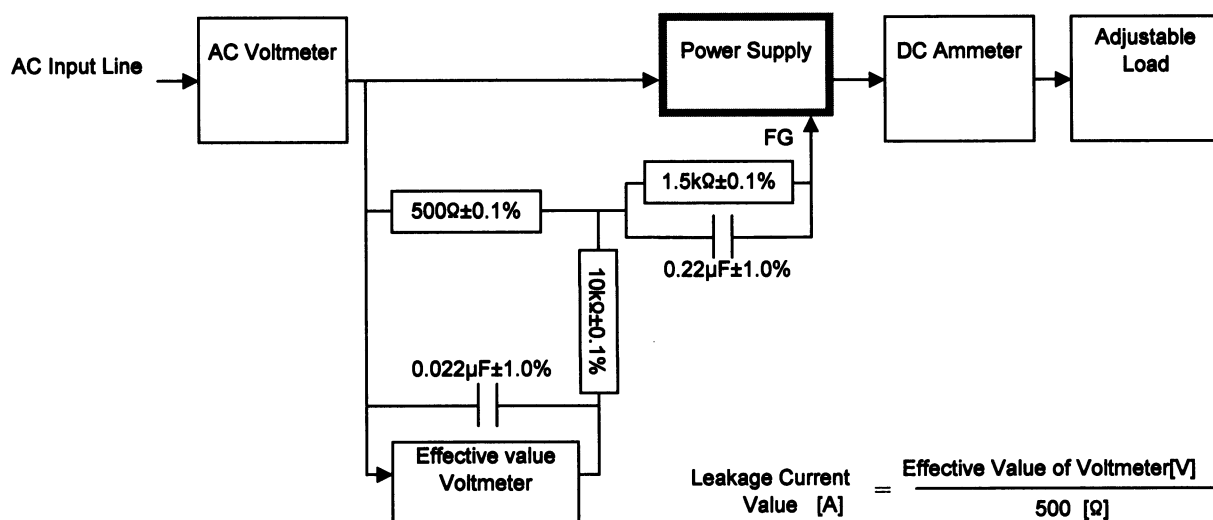 AC Input Line
AC Voltmeter
Power Supply
DC Ammeter
Adjustable
Load
FG
500Ω±0.1%
1.5kΩ±0.1%
0.22µF±1.0%
10kΩ±0.1%
0.022µF±1.0%
Effective value
Voltmeter
Leakage Current
Value [A]
=
Effective Value of Voltmeter[V]
500 [Ω]